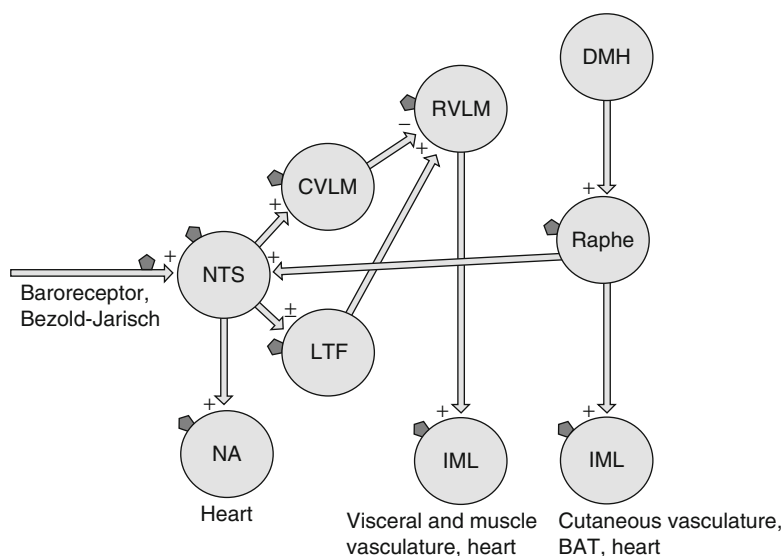 DMH
RVLM
−
+
CVLM
+
+
Raphe
+
+
NTS
Baroreceptor,
Bezold-Jarisch
±
LTF
+
+
+
NA
IML
IML
Heart
Visceral and muscle
vasculature, heart
Cutaneous vasculature,
BAT, heart